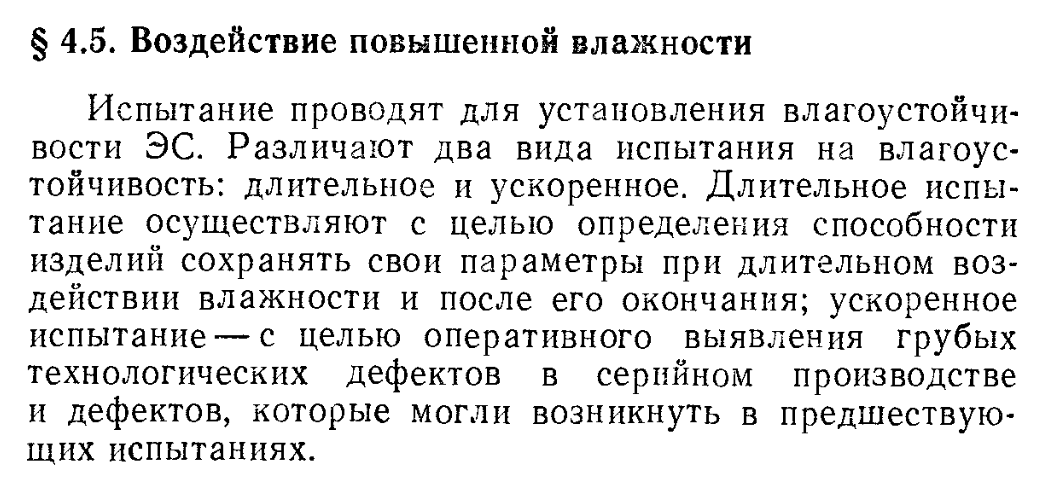 § 4.5. Воздействие повышенной влажности
Испытание проводят для установления влагоустойчи-
вости ЭС. Различают два вида испытания на влагоус-
тойчивость: длительное и ускоренное. Длительное испы-
тание осуществляют с целью определения способности
изделий сохранять свои параметры при длительном воз-
действии влажности и после его окончания; ускоренное
испытание — с целью оперативного выявления грубых
технологических дефектов в серийном производстве
и дефектов, которые могли возникнуть в предшествую-
щих испытаниях.